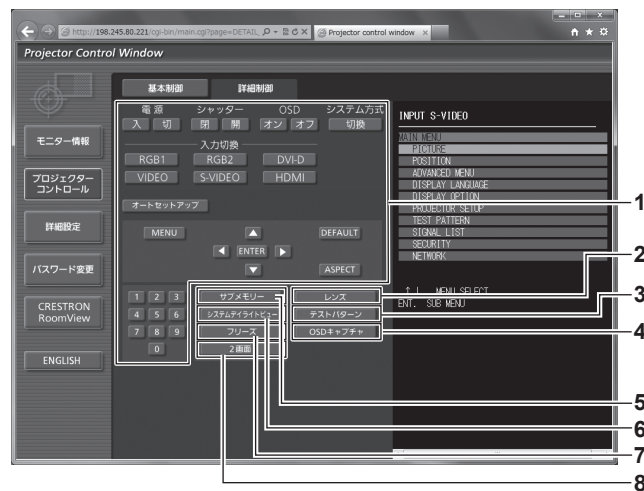 http://198.245.80.221/cgi-bin/main.cgi?page=DETAIL_
Projector control window
Projector Control Window
基本制御
詳細制御
電源
シャッター
OSD
システム方式
入
切
閉
開
オン
オフ
切換
入力切換
RGB1
RGB2
DVI-D
VIDEO
S-VIDEO
HDMI
オートセットアップ
MENU
DEFAULT
ENTER
ASPECT
1 2 3
4 5 6
7 8 9
0
サブメモリー
レンズ
システムデイライトビュー
テストパターン
フリーズ
OSDキャプチャ
2画面
モニター情報
プロジェクター
コントロール
詳細設定
パスワード変更
CRESTRON
RoomView
ENGLISH
INPUT S-VIDEO
MAIN MENU
PICTURE
POSITION
ADVANCED MENU
DISPLAY LANGUAGE
DISPLAY OPTION
PROJECTOR SETUP
TEST PATTERN
SIGNAL LIST
SECURITY
NETWORK
MENU SELECT
ENT. SUB MENU
1
2
3
4
5
6
7
8